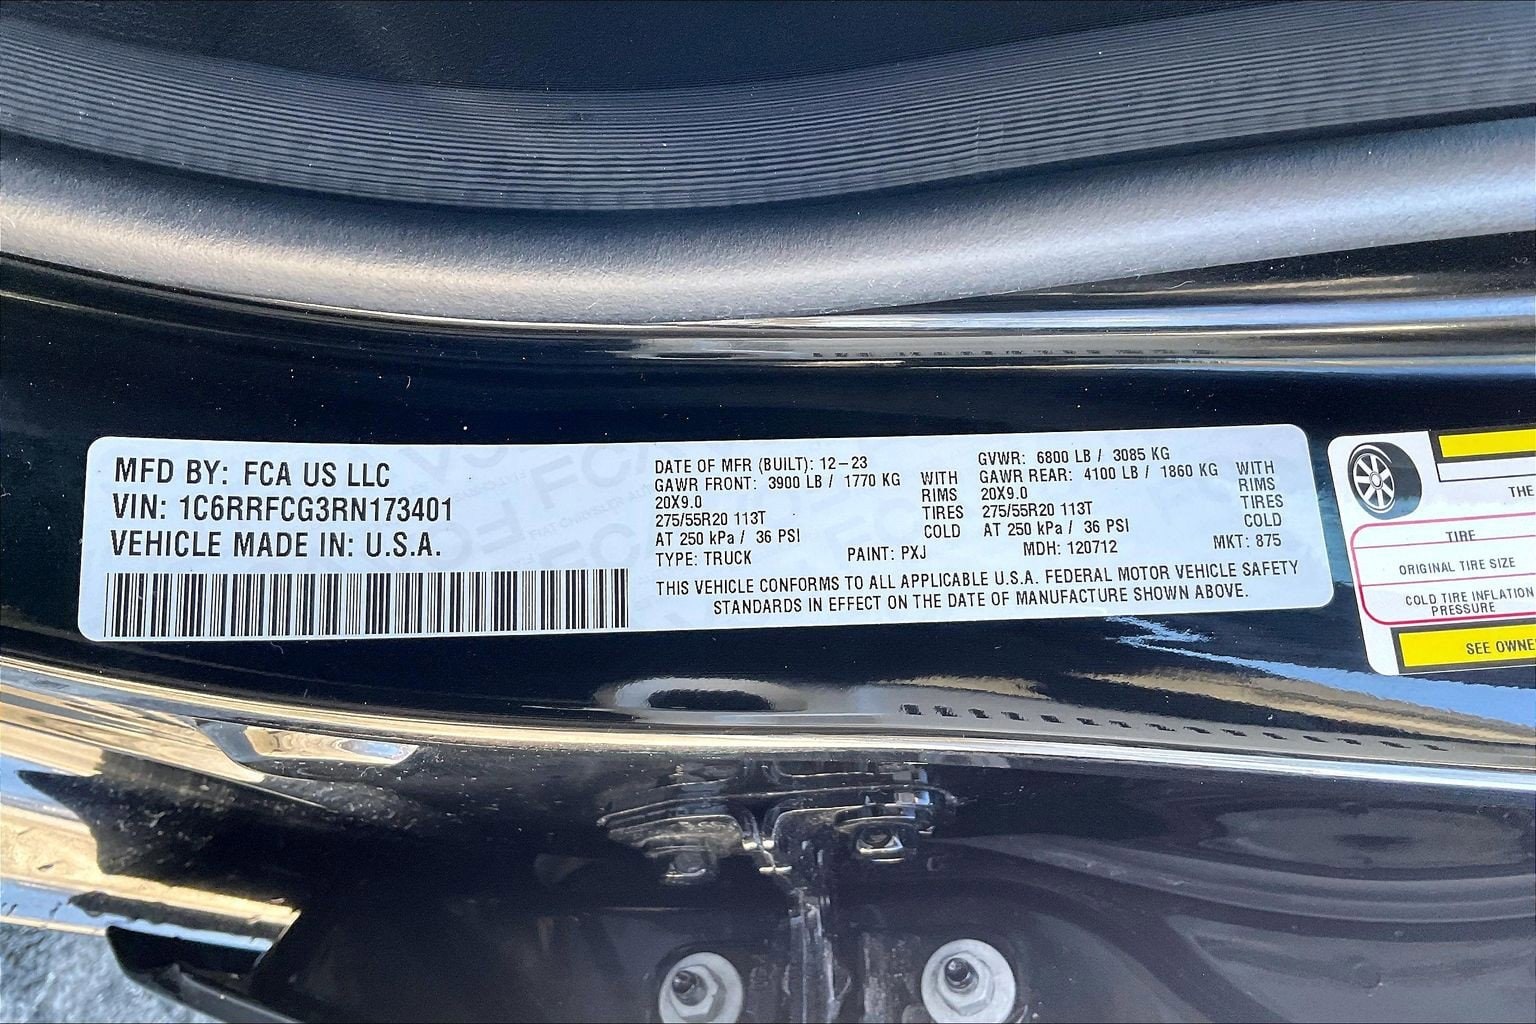 MFD BY: FCA US LLC
VIN: 1C6RRFCG3RN173401
VEHICLE MADE IN: U.S.A.
DATE OF MFR (BUILT): 12-23
GAWR FRONT: 3900 LB / 1770 KG WITH
20X9.0 RIMS
275/55R20 113T TIRES
AT 250 kPa / 36 PSI COLD
TYPE: TRUCK PAINT: PXJ
GVWR: 6800 LB / 3085 KG
GAWR REAR: 4100 LB / 1860 KG WITH
20X9.0 RIMS
275/55R20 113T TIRES
AT 250 kPa / 36 PSI COLD
MDH: 120712 MKT: 875
THIS VEHICLE CONFORMS TO ALL APPLICABLE U.S.A. FEDERAL MOTOR VEHICLE SAFETY
STANDARDS IN EFFECT ON THE DATE OF MANUFACTURE SHOWN ABOVE.
THE
TIRE
ORIGINAL TIRE SIZE
COLD TIRE INFLATION
PRESSURE
SEE OWNE